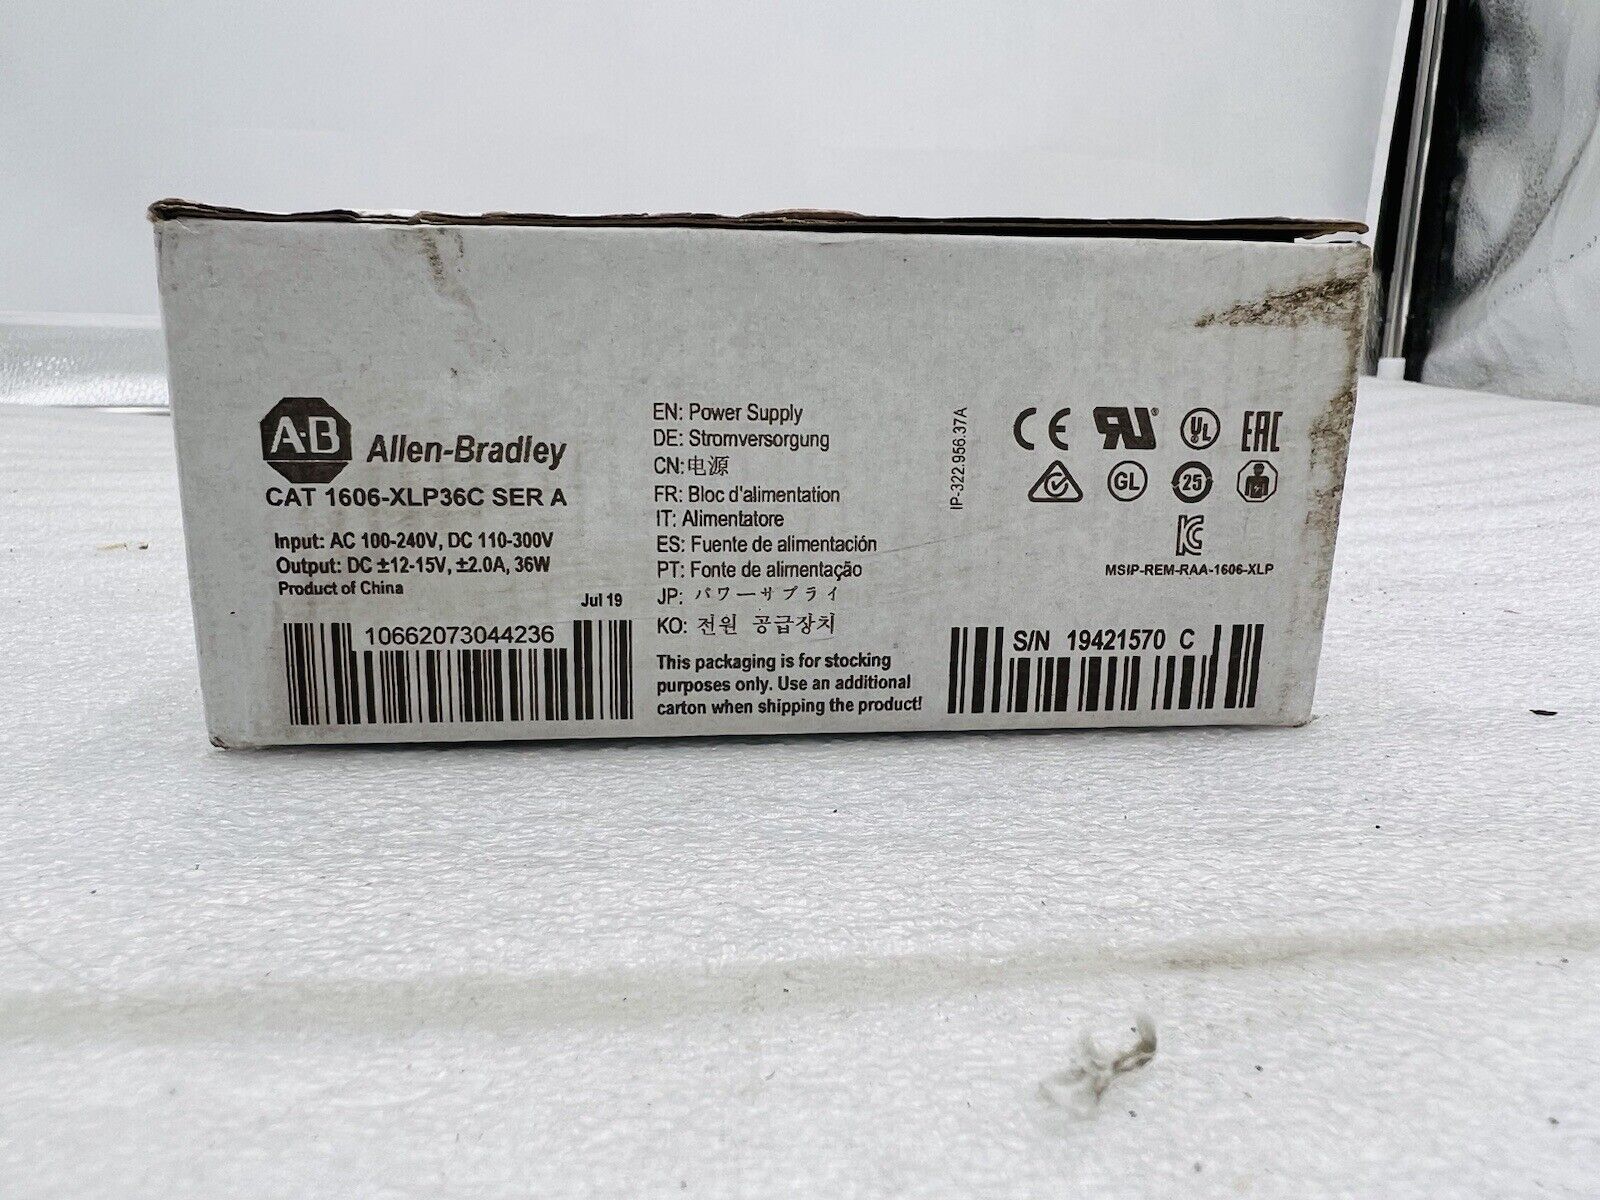 A-B Allen-Bradley
CAT 1606-XLP36C SER A
Input: AC 100-240V, DC 110-300V
Output: DC ±12-15V, ±2.0A, 36W
Product of China
Jul 19
10662073044236
EN: Power Supply
DE: Stromversorgung
CN:电源
FR: Bloc d'alimentation
IT: Alimentatore
ES: Fuente de alimentación
PT: Fonte de alimentação
JP: パワーサプライ
KO: 전원 공급장치
This packaging is for stocking
purposes only. Use an additional
carton when shipping the product!
IP-322.956.37A
CE RU ® UL EAC
GL 25
KC
MSIP-REM-RAA-1606-XLP
S/N 19421570 C